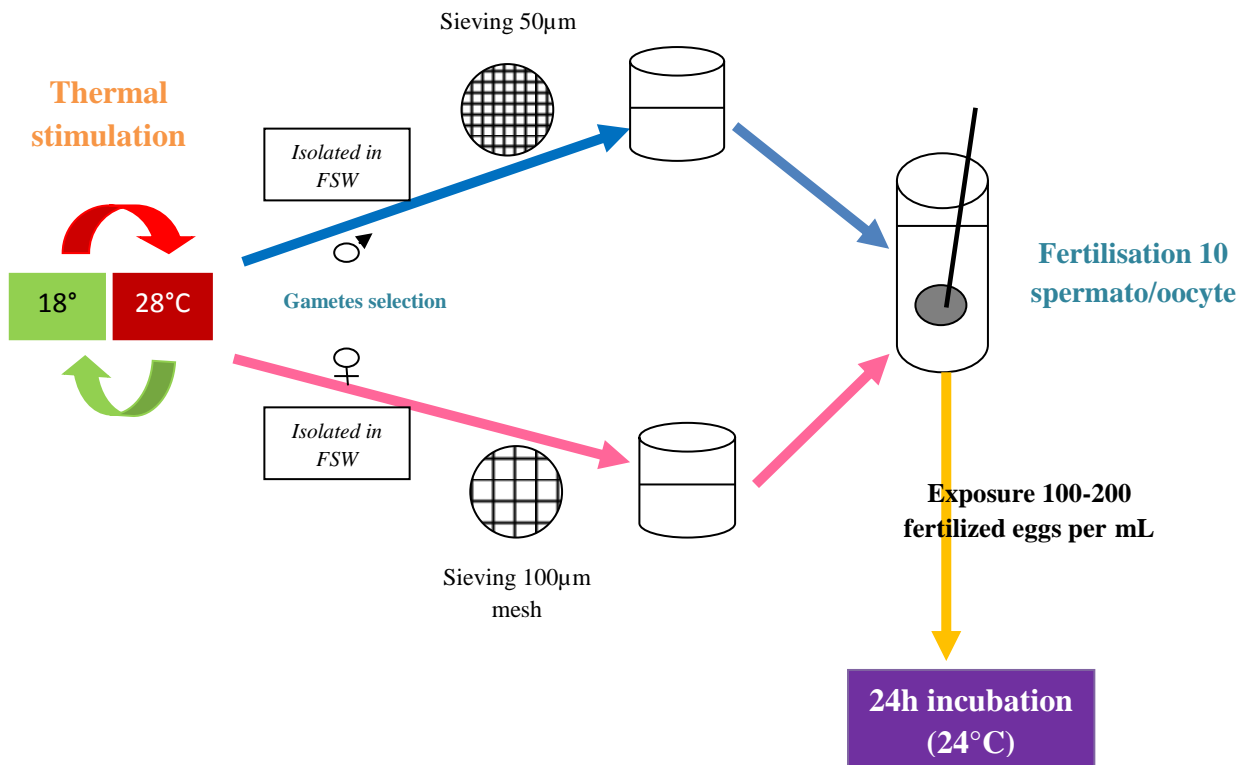 Sieving 50µm
Thermal
stimulation
Isolated in
FSW
18°
28°C
Gametes selection
Fertilisation 10
spermato/oocyte
Isolated in
FSW
Sieving 100µm
mesh
Exposure 100-200
fertilized eggs per mL
24h incubation
(24°C)